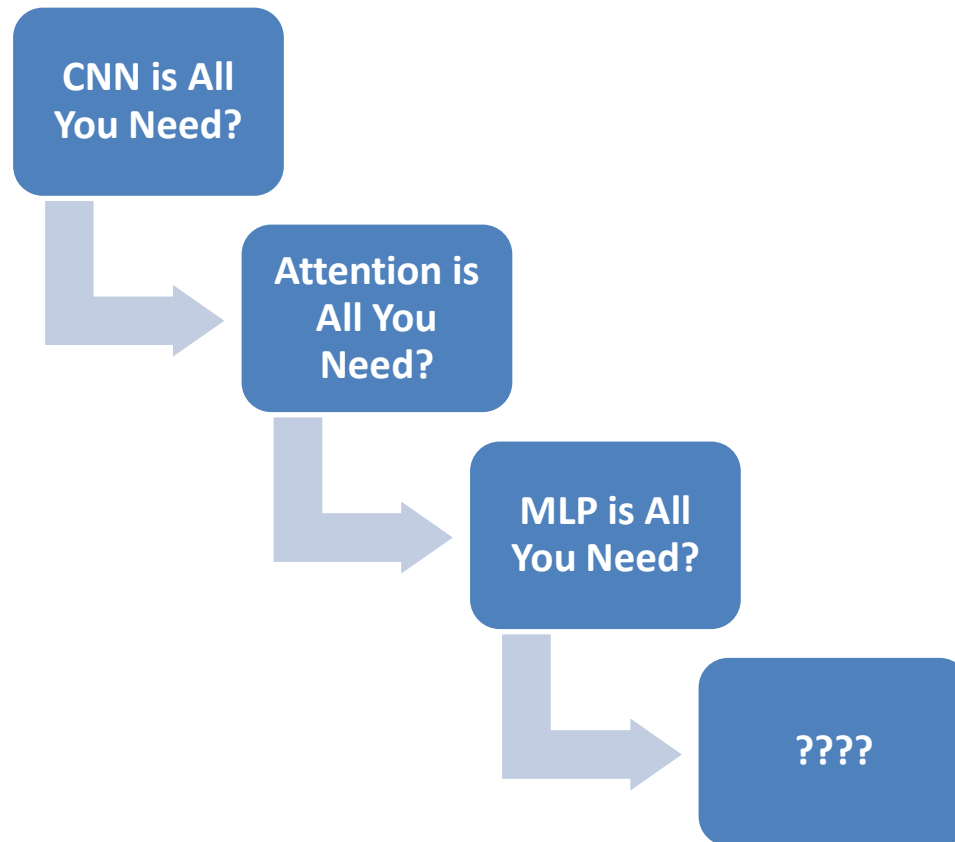 CNN is All
You Need?
Attention is
All You
Need?
MLP is All
You Need?
????